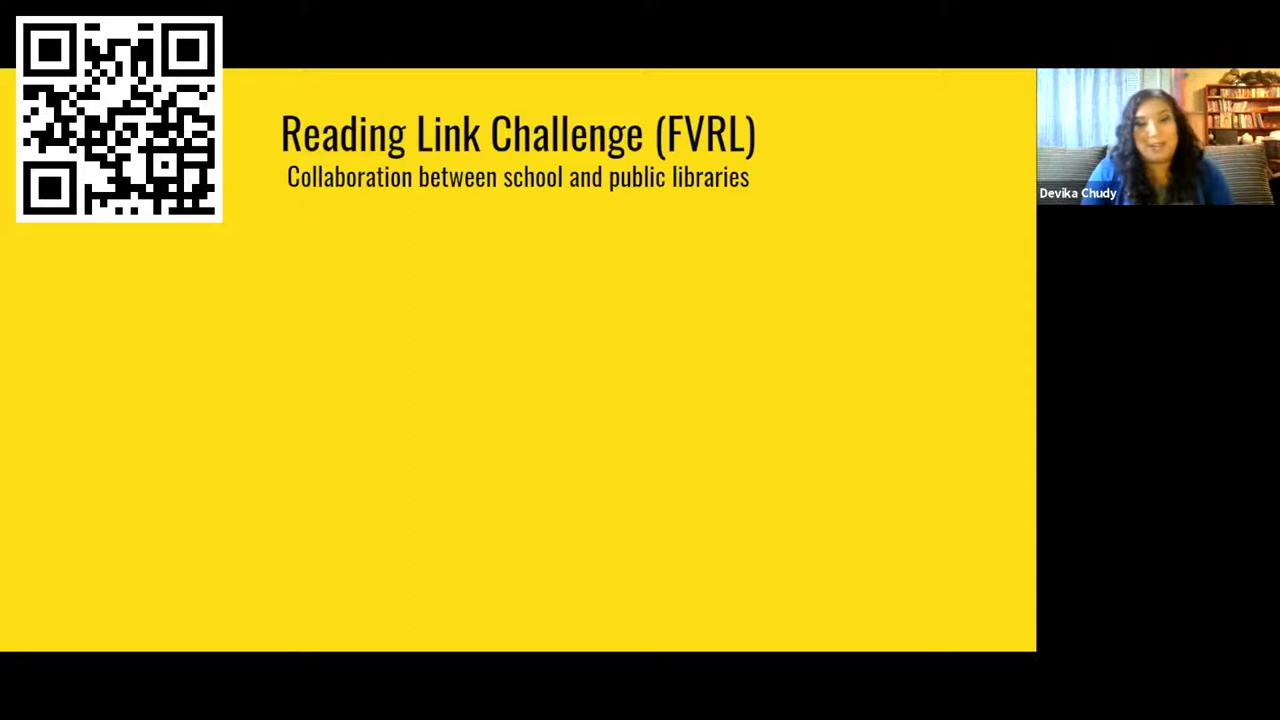 Reading Link Challenge (FVRL)
Collaboration between school and public libraries
Devika Chudy